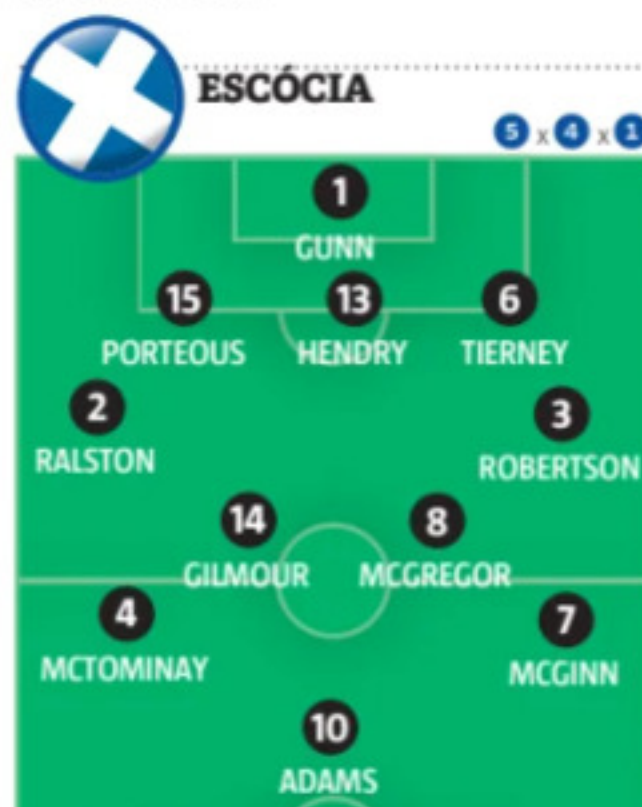 ESCÓCIA
5 x 4 x 1
1
GUNN
15 13 6
PORTEOUS HENDRY TIERNEY
2 3
RALSTON ROBERTSON
14 8
GILMOUR MCGREGOR
4 7
MCTOMINAY MCGINN
10
ADAMS